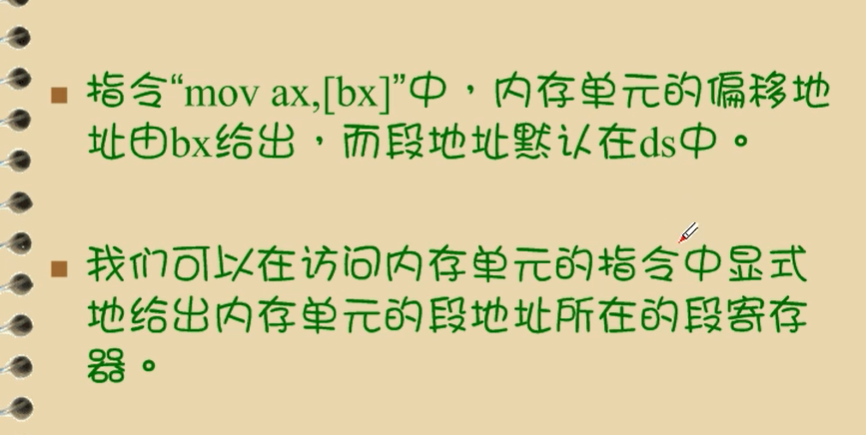 指令“mov ax,[bx]”中，内存单元的偏移地
址由bx给出，而段地址默认在ds中。
我们可以在访问内存单元的指令中显式
地给出内存单元的段地址所在的段寄存
器。